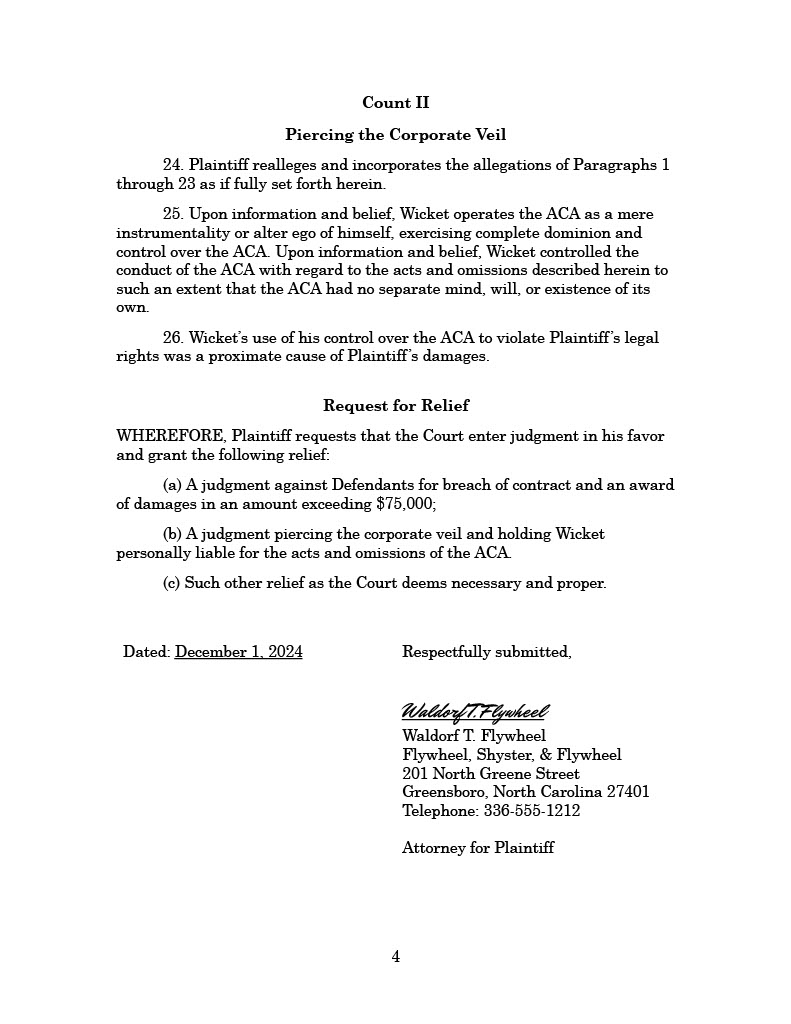 Count II
Piercing the Corporate Veil
24. Plaintiff realleges and incorporates the allegations of Paragraphs 1
through 23 as if fully set forth herein.
25. Upon information and belief, Wicket operates the ACA as a mere
instrumentality or alter ego of himself, exercising complete dominion and
control over the ACA. Upon information and belief, Wicket controlled the
conduct of the ACA with regard to the acts and omissions described herein to
such an extent that the ACA had no separate mind, will, or existence of its
own.
26. Wicket’s use of his control over the ACA to violate Plaintiff’s legal
rights was a proximate cause of Plaintiff’s damages.
Request for Relief
WHEREFORE, Plaintiff requests that the Court enter judgment in his favor
and grant the following relief:
(a) A judgment against Defendants for breach of contract and an award
of damages in an amount exceeding $75,000;
(b) A judgment piercing the corporate veil and holding Wicket
personally liable for the acts and omissions of the ACA.
(c) Such other relief as the Court deems necessary and proper.
Dated: December 1, 2024
Respectfully submitted,
Waldorf T. Flywheel
Waldorf T. Flywheel
Flywheel, Shyster, & Flywheel
201 North Greene Street
Greensboro, North Carolina 27401
Telephone: 336-555-1212
Attorney for Plaintiff
4